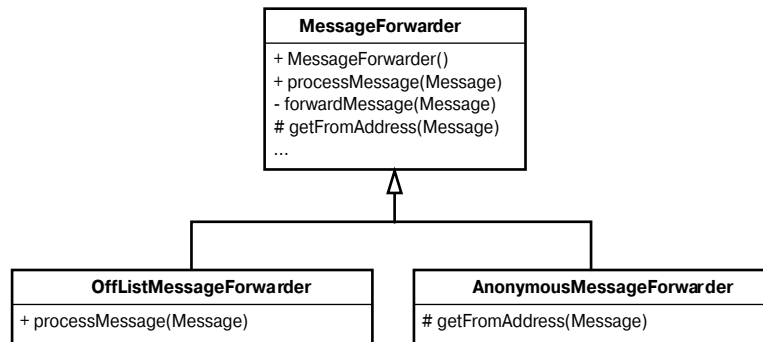 MessageForwarder
+ MessageForwarder()
+ processMessage(Message)
- forwardMessage(Message)
# getFromAddress(Message)
...
OffListMessageForwarder
+ processMessage(Message)
AnonymousMessageForwarder
# getFromAddress(Message)